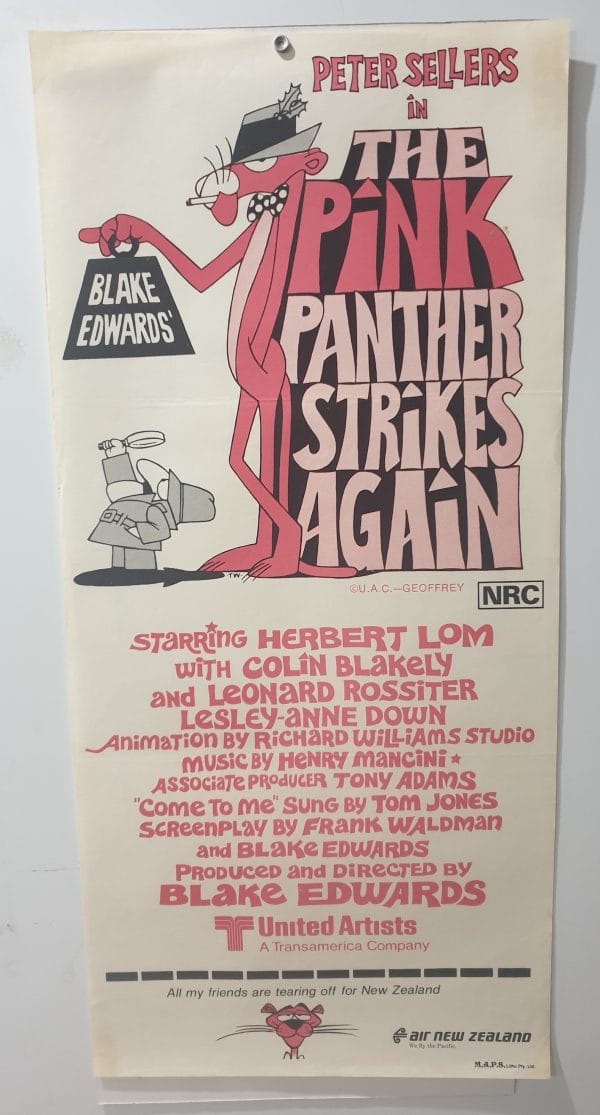 PETER SELLERS
in
THE
PiNK
PANTHER
STRiKES
AGAiN
BLAKE
EDWARDS'
T.W.
©U.A.C.—GEOFFREY
NRC
STARRing HERBERT LOM
wiTH COLiN BLAKELY
and LEONARD ROSSiTER
LESLEY-ANNE DOWN
AnimaTiOn BY RiCHARD WiLLiAMS STUDiO
MUSiC BY HENRY MANCiNi ★
ASSOCiATE PRODUCER TONY ADAMS
"COME TO ME" SUNG BY TOM JONES
SCREENPLAY BY FRANK WALDMAN
and BLAKE EDWARDS
PRODUCED and DiRECTED BY
BLAKE EDWARDS
United Artists
A Transamerica Company
All my friends are tearing off for New Zealand
air new zealand
We fly the Pacific.
M.A.P.S. Litho Pty. Ltd.